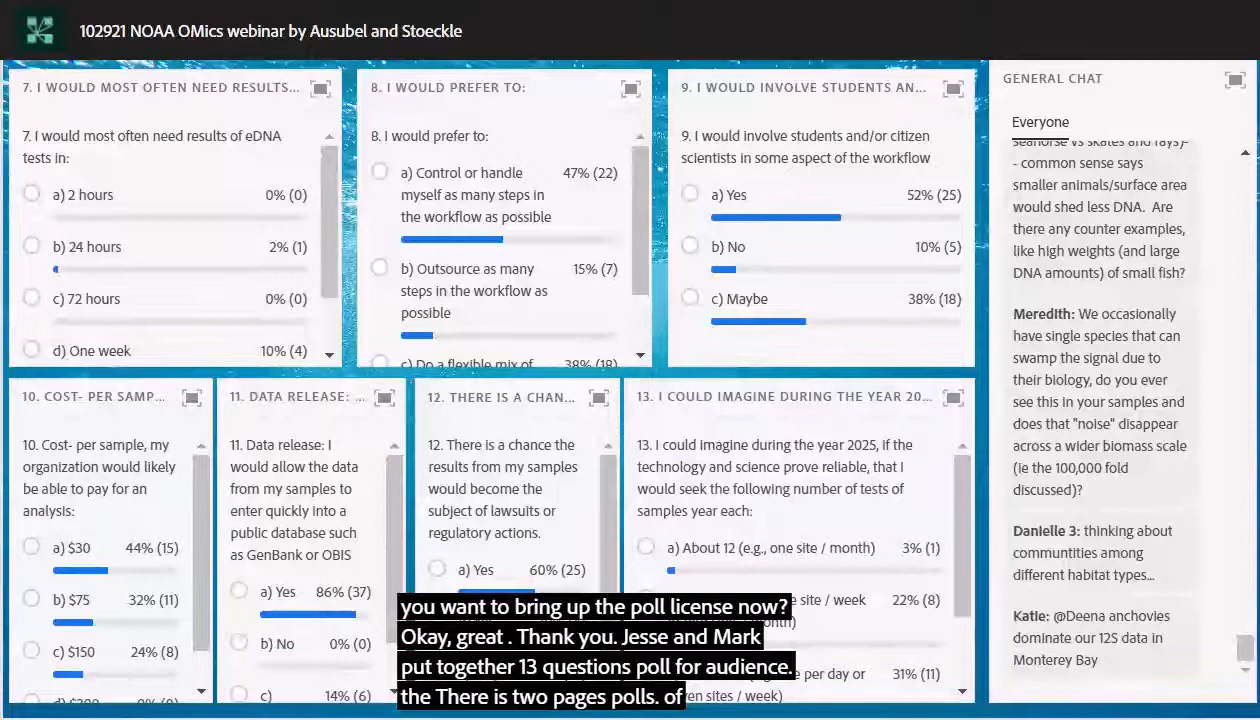 102921 NOAA OMics webinar by Ausubel and Stoeckle
7. I WOULD MOST OFTEN NEED RESULTS...
7. I would most often need results of eDNA
tests in:
a) 2 hours 0% (0)
b) 24 hours 2% (1)
c) 72 hours 0% (0)
d) One week 10% (4)
8. I WOULD PREFER TO:
8. I would prefer to:
a) Control or handle 47% (22)
myself as many steps in
the workflow as possible
b) Outsource as many 15% (7)
steps in the workflow as
possible
c) Do a flexible mix of 38% (18)
9. I WOULD INVOLVE STUDENTS AN...
9. I would involve students and/or citizen
scientists in some aspect of the workflow
a) Yes 52% (25)
b) No 10% (5)
c) Maybe 38% (18)
10. COST- PER SAMP...
10. Cost- per sample, my
organization would likely
be able to pay for an
analysis:
a) $30 44% (15)
b) $75 32% (11)
c) $150 24% (8)
d) $300 0% (0)
11. DATA RELEASE: ...
11. Data release: I
would allow the data
from my samples to
enter quickly into a
public database such
as GenBank or OBIS
a) Yes 86% (37)
b) No 0% (0)
c) 14% (6)
12. THERE IS A CHAN...
12. There is a chance the
results from my samples
would become the
subject of lawsuits or
regulatory actions.
a) Yes 60% (25)
13. I COULD IMAGINE DURING THE YEAR 20...
13. I could imagine during the year 2025, if the
technology and science prove reliable, that I
would seek the following number of tests of
samples year each:
a) About 12 (e.g., one site / month) 3% (1)
e site / week 22% (8)
per day or 31% (11)
en sites / week)
you want to bring up the poll license now?
Okay, great . Thank you. Jesse and Mark
put together 13 questions poll for audience.
the There is two pages polls. of
GENERAL CHAT
Everyone
seahorse vs skates and rays)-
- common sense says
smaller animals/surface area
would shed less DNA. Are
there any counter examples,
like high weights (and large
DNA amounts) of small fish?
Meredith: We occasionally
have single species that can
swamp the signal due to
their biology, do you ever
see this in your samples and
does that "noise" disappear
across a wider biomass scale
(ie the 100,000 fold
discussed)?
Danielle 3: thinking about
communtities among
different habitat types...
Katie: @Deena anchovies
dominate our 12S data in
Monterey Bay